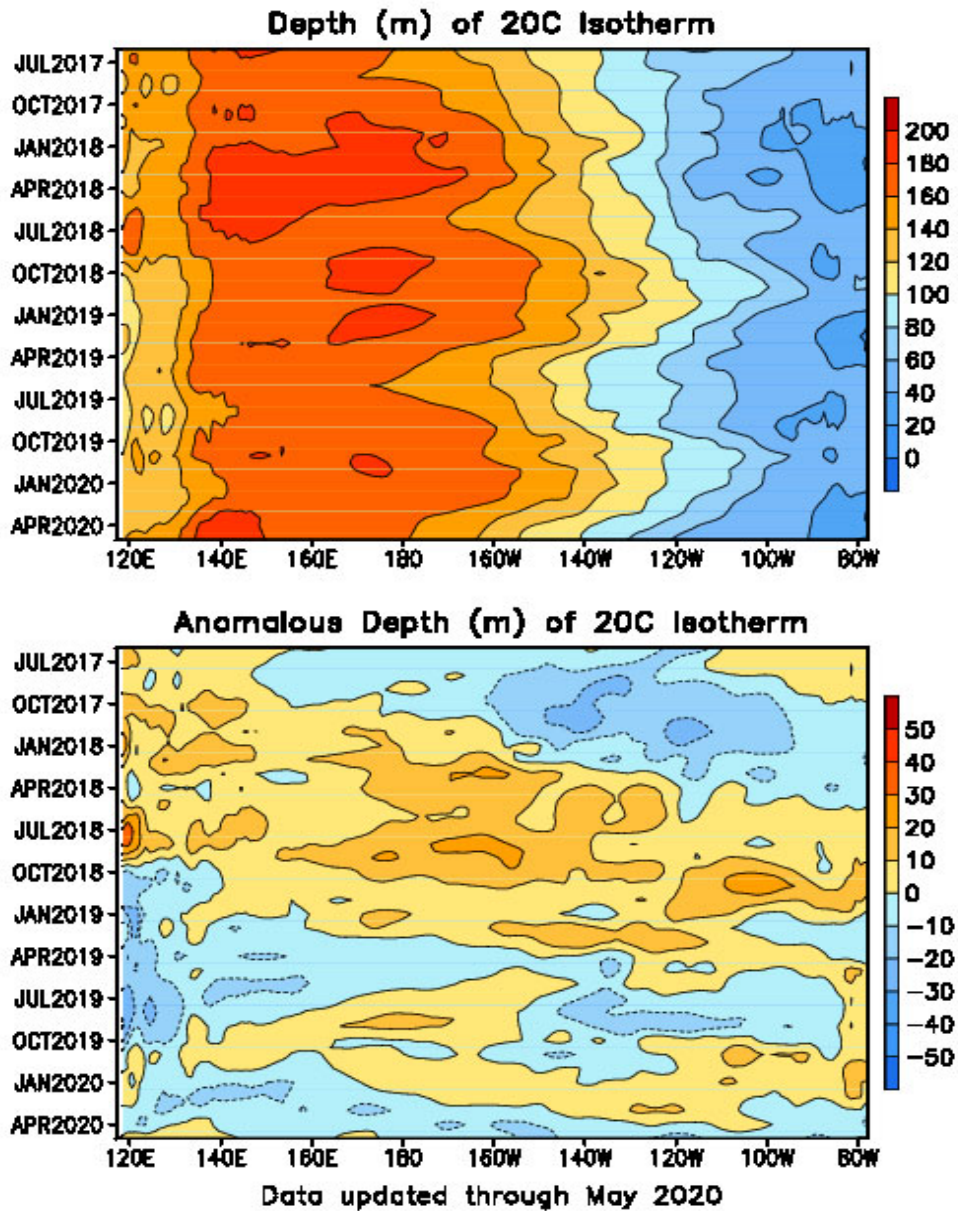 Depth (m) of 20C Isotherm
JUL2017
OCT2017
JAN2018
APR2018
JUL2018
OCT2018
JAN2019
APR2019
JUL2019
OCT2019
JAN2020
APR2020
120E 140E 160E 180 160W 140W 120W 100W 80W
200
180
160
140
120
100
80
60
40
20
0
Anomalous Depth (m) of 20C Isotherm
JUL2017
OCT2017
JAN2018
APR2018
JUL2018
OCT2018
JAN2019
APR2019
JUL2019
OCT2019
JAN2020
APR2020
120E 140E 160E 180 160W 140W 120W 100W 80W
50
40
30
20
10
0
-10
-20
-30
-40
-50
Data updated through May 2020